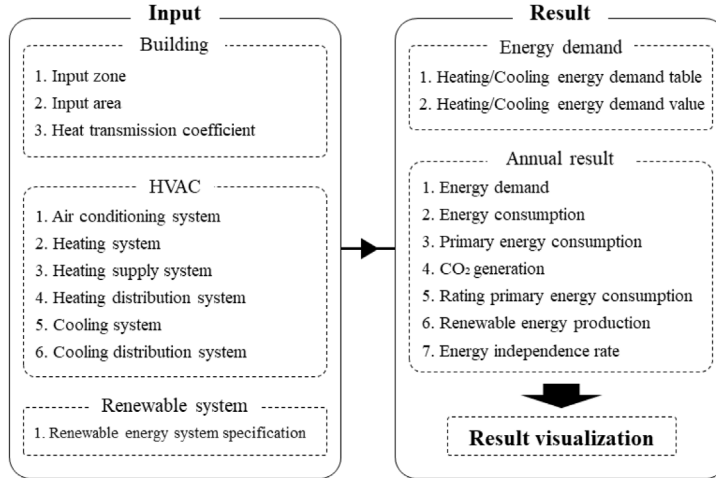 Input
Building
1. Input zone
2. Input area
3. Heat transmission coefficient
HVAC
1. Air conditioning system
2. Heating system
3. Heating supply system
4. Heating distribution system
5. Cooling system
6. Cooling distribution system
Renewable system
1. Renewable energy system specification
Result
Energy demand
1. Heating/Cooling energy demand table
2. Heating/Cooling energy demand value
Annual result
1. Energy demand
2. Energy consumption
3. Primary energy consumption
4. CO₂ generation
5. Rating primary energy consumption
6. Renewable energy production
7. Energy independence rate
Result visualization